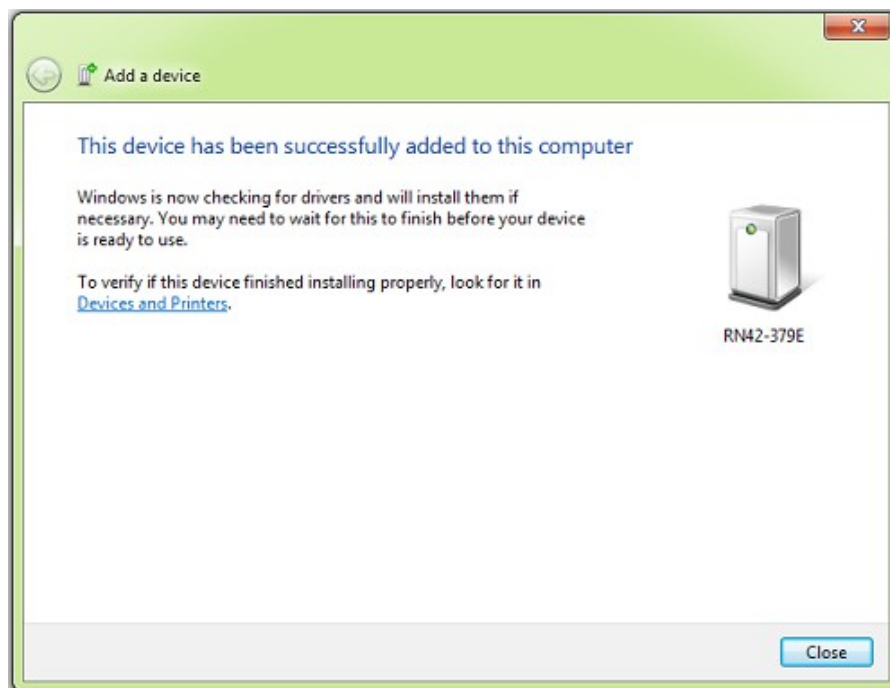 Add a device
This device has been successfully added to this computer
Windows is now checking for drivers and will install them if
necessary. You may need to wait for this to finish before your device
is ready to use.
To verify if this device finished installing properly, look for it in
Devices and Printers.
RN42-379E
Close